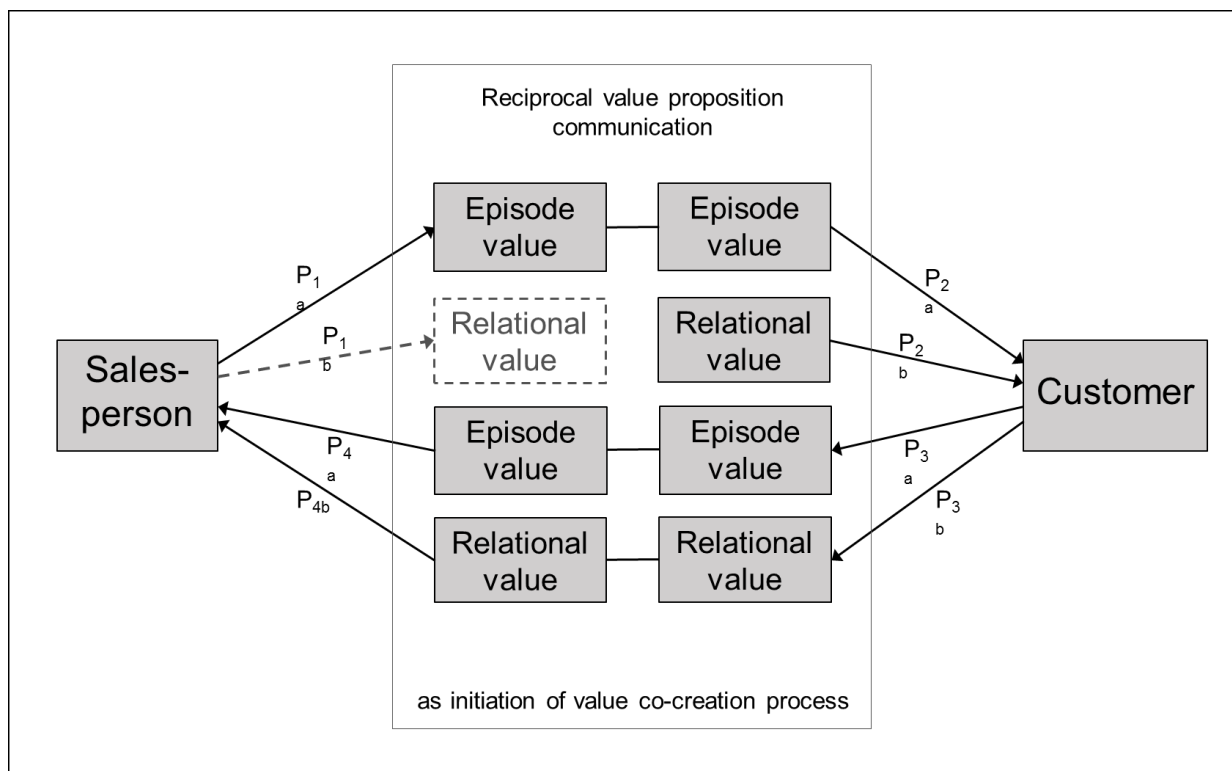 Reciprocal value proposition
communication
Episode
value
Episode
value
P1
a
P2
a
Relational
value
Relational
value
P1
b
P2
b
Sales-
person
Customer
Episode
value
Episode
value
P4
a
P3
a
P4b
P3
b
Relational
value
Relational
value
as initiation of value co-creation process